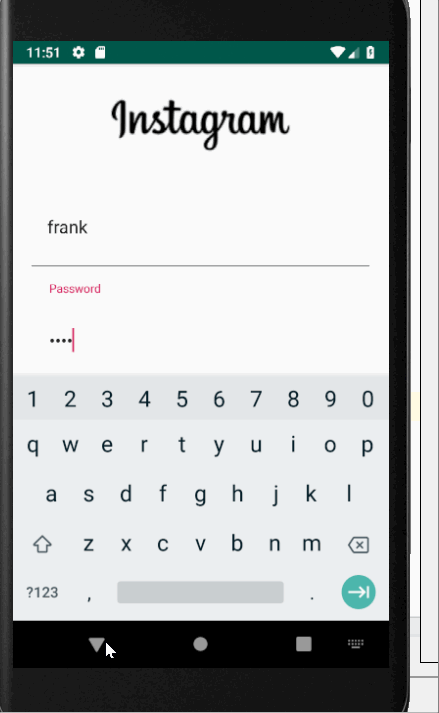 11:51
Instagram
frank
Password
••••
1 2 3 4 5 6 7 8 9 0
q w e r t y u i o p
a s d f g h j k l
z x c v b n m
?123 , .